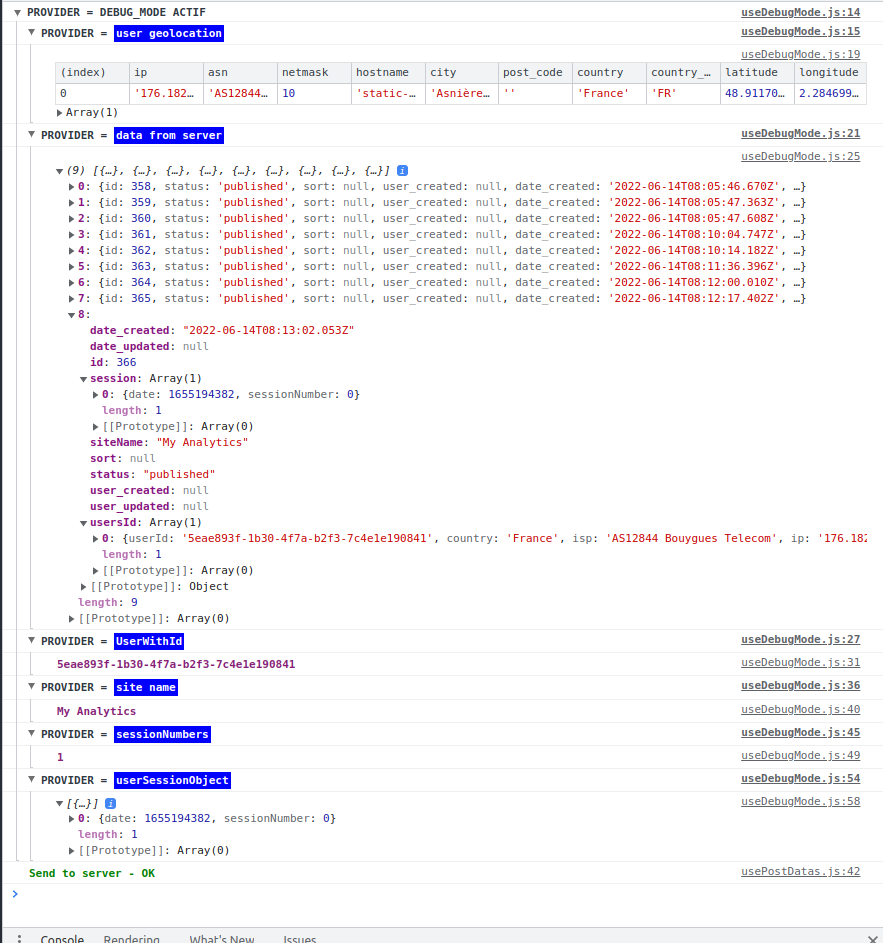 PROVIDER = DEBUG_MODE ACTIF useDebugMode.js:14
PROVIDER = user geolocation useDebugMode.js:15
useDebugMode.js:19
(index) ip asn netmask hostname city post_code country country_… latitude longitude
0 '176.182… 'AS12844… 10 'static-… 'Asnière… '' 'France' 'FR' 48.91170… 2.284699…
Array(1)
PROVIDER = data from server useDebugMode.js:21
useDebugMode.js:25
(9) [{…}, {…}, {…}, {…}, {…}, {…}, {…}, {…}, {…}] i
0: {id: 358, status: 'published', sort: null, user_created: null, date_created: '2022-06-14T08:05:46.670Z', …}
1: {id: 359, status: 'published', sort: null, user_created: null, date_created: '2022-06-14T08:05:47.363Z', …}
2: {id: 360, status: 'published', sort: null, user_created: null, date_created: '2022-06-14T08:05:47.608Z', …}
3: {id: 361, status: 'published', sort: null, user_created: null, date_created: '2022-06-14T08:10:04.747Z', …}
4: {id: 362, status: 'published', sort: null, user_created: null, date_created: '2022-06-14T08:10:14.182Z', …}
5: {id: 363, status: 'published', sort: null, user_created: null, date_created: '2022-06-14T08:11:36.396Z', …}
6: {id: 364, status: 'published', sort: null, user_created: null, date_created: '2022-06-14T08:12:00.010Z', …}
7: {id: 365, status: 'published', sort: null, user_created: null, date_created: '2022-06-14T08:12:17.402Z', …}
8:
date_created: "2022-06-14T08:13:02.053Z"
date_updated: null
id: 366
session: Array(1)
0: {date: 1655194382, sessionNumber: 0}
length: 1
[[Prototype]]: Array(0)
siteName: "My Analytics"
sort: null
status: "published"
user_created: null
user_updated: null
usersId: Array(1)
0: {userId: '5eae893f-1b30-4f7a-b2f3-7c4e1e190841', country: 'France', isp: 'AS12844 Bouygues Telecom', ip: '176.182
length: 1
[[Prototype]]: Array(0)
[[Prototype]]: Object
length: 9
[[Prototype]]: Array(0)
PROVIDER = UserWithId useDebugMode.js:27
5eae893f-1b30-4f7a-b2f3-7c4e1e190841 useDebugMode.js:31
PROVIDER = site name useDebugMode.js:36
My Analytics useDebugMode.js:40
PROVIDER = sessionNumbers useDebugMode.js:45
1 useDebugMode.js:49
PROVIDER = userSessionObject useDebugMode.js:54
[{…}] i useDebugMode.js:58
0: {date: 1655194382, sessionNumber: 0}
length: 1
[[Prototype]]: Array(0)
Send to server - OK usePostDatas.js:42
Console Rendering What's New Issues